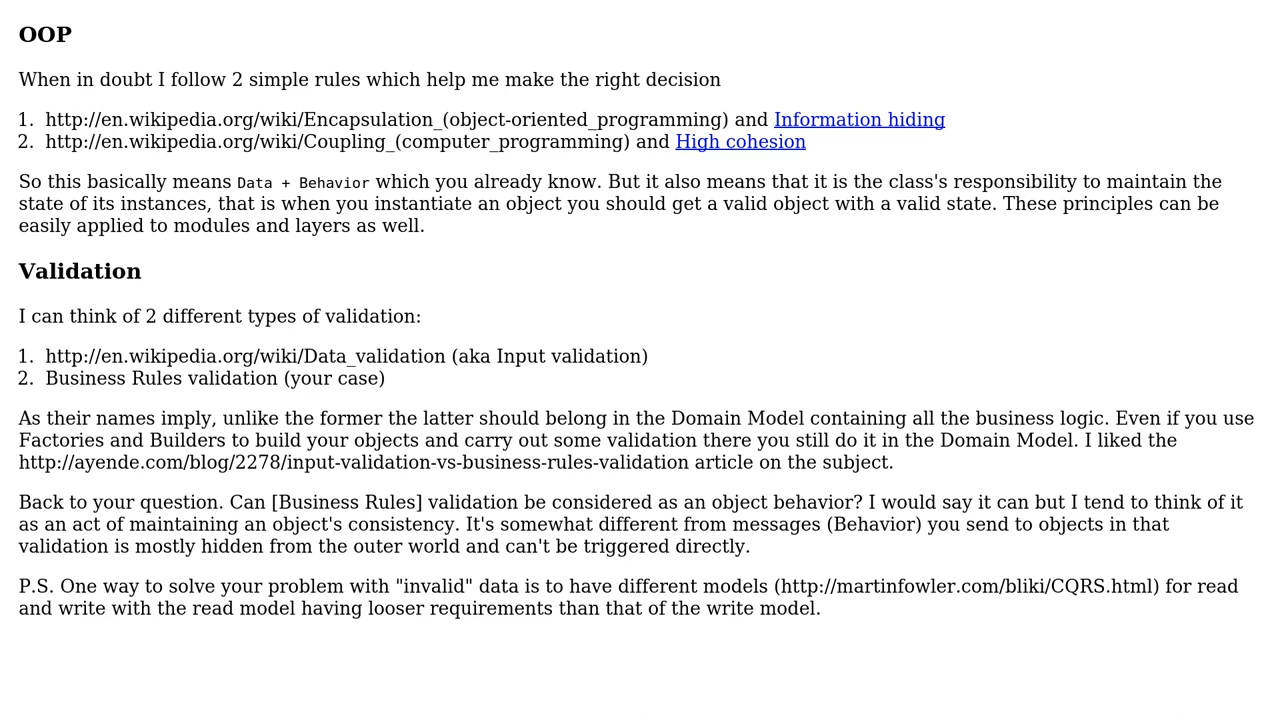 OOP
When in doubt I follow 2 simple rules which help me make the right decision
1. http://en.wikipedia.org/wiki/Encapsulation_(object-oriented_programming) and Information hiding
2. http://en.wikipedia.org/wiki/Coupling_(computer_programming) and High cohesion
So this basically means Data + Behavior which you already know. But it also means that it is the class's responsibility to maintain the
state of its instances, that is when you instantiate an object you should get a valid object with a valid state. These principles can be
easily applied to modules and layers as well.
Validation
I can think of 2 different types of validation:
1. http://en.wikipedia.org/wiki/Data_validation (aka Input validation)
2. Business Rules validation (your case)
As their names imply, unlike the former the latter should belong in the Domain Model containing all the business logic. Even if you use
Factories and Builders to build your objects and carry out some validation there you still do it in the Domain Model. I liked the
http://ayende.com/blog/2278/input-validation-vs-business-rules-validation article on the subject.
Back to your question. Can [Business Rules] validation be considered as an object behavior? I would say it can but I tend to think of it
as an act of maintaining an object's consistency. It's somewhat different from messages (Behavior) you send to objects in that
validation is mostly hidden from the outer world and can't be triggered directly.
P.S. One way to solve your problem with "invalid" data is to have different models (http://martinfowler.com/bliki/CQRS.html) for read
and write with the read model having looser requirements than that of the write model.